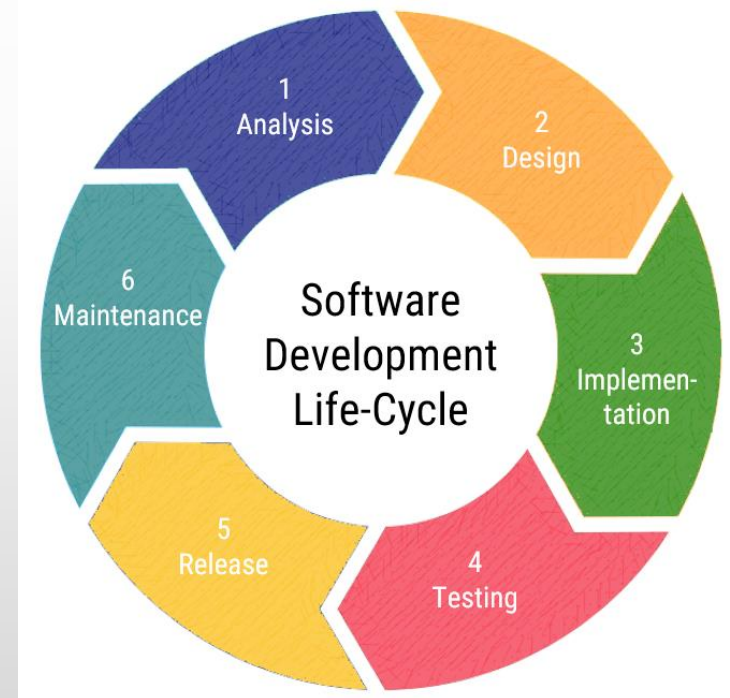 1
Analysis
2
Design
3
Implemen-
tation
4
Testing
5
Release
6
Maintenance
Software
Development
Life-Cycle